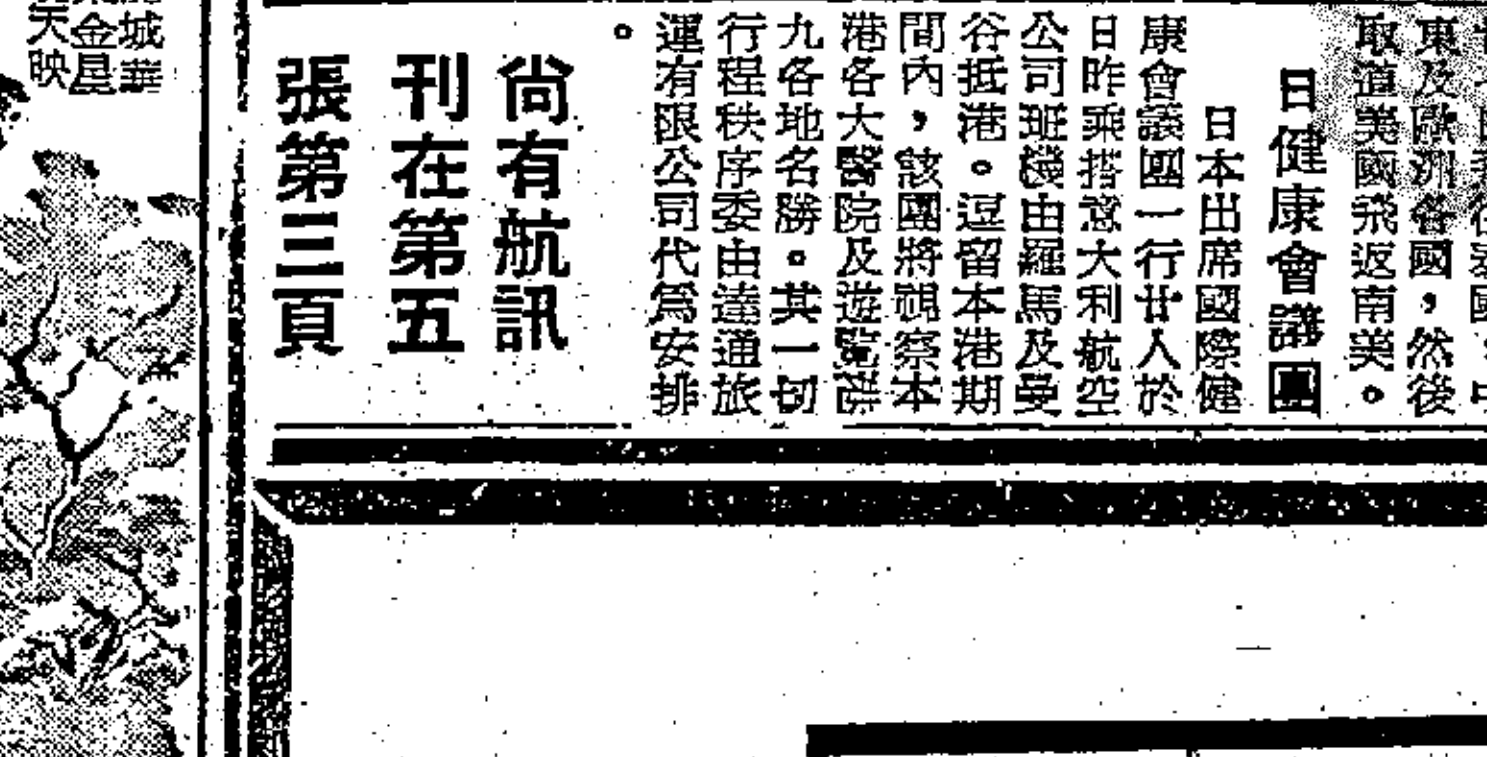 東及歐洲各國，然後
取道美國飛返南美。
日健康會議團
日本出席國際健
康會議團一行廿人於
日昨乘搭意大利航空
公司班機由羅馬及曼
谷抵港。逗留本港期
間內，該團將視察本
港各大醫院及遊覽港
九各地名勝。其一切
行程秩序委由達通旅
運有限公司代為安排
。
尚有航訊
刊在第五
張第三頁
城華
金屋
天映